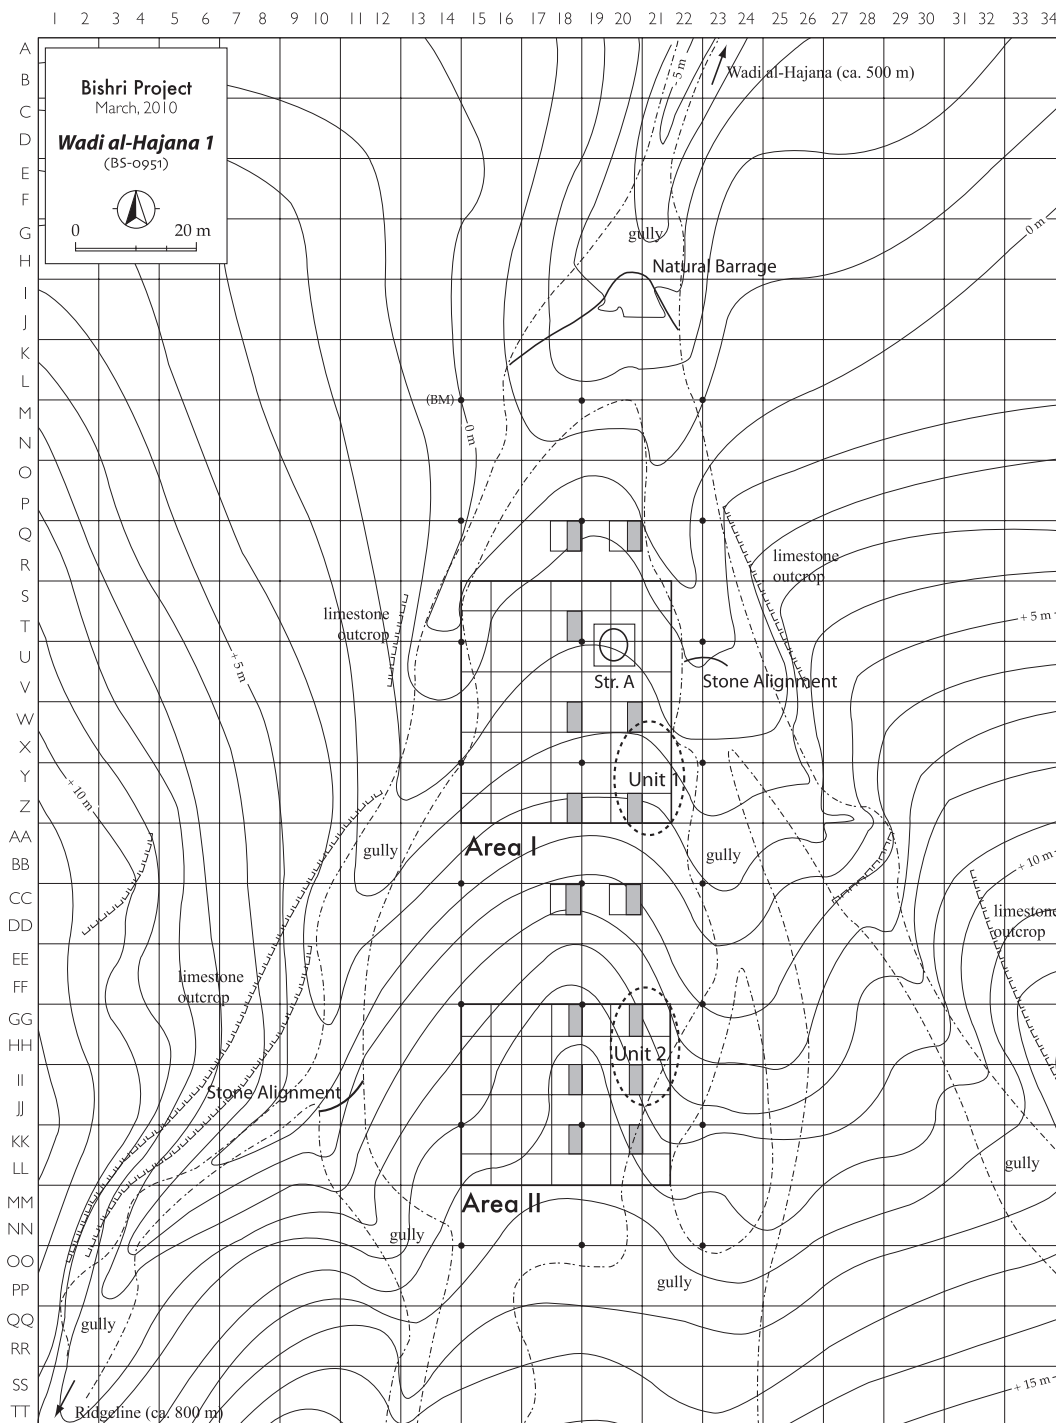 1 2 3 4 5 6 7 8 9 10 11 12 13 14 15 16 17 18 19 20 21 22 23 24 25 26 27 28 29 30 31 32 33 34
A
B
C
D
E
F
G
H
I
J
K
L
M
N
O
P
Q
R
S
T
U
V
W
X
Y
Z
AA
BB
CC
DD
EE
FF
GG
HH
II
JJ
KK
LL
MM
NN
OO
PP
QQ
RR
SS
TT
Bishri Project
March, 2010
Wadi al-Hajana 1
(BS-0951)
0 20 m
- 5 m
Wadi al-Hajana (ca. 500 m)
0 m
gully
Natural Barrage
(BM)
0 m
limestone
outcrop
limestone
outcrop
+ 5 m
+ 5 m
Str. A
Stone Alignment
+ 10 m
Unit 1
Area I
gully
gully
+ 10 m
limestone
outcrop
limestone
outcrop
Unit 2
Stone Alignment
gully
Area II
gully
gully
gully
+ 15 m
Ridgeline (ca. 800 m)